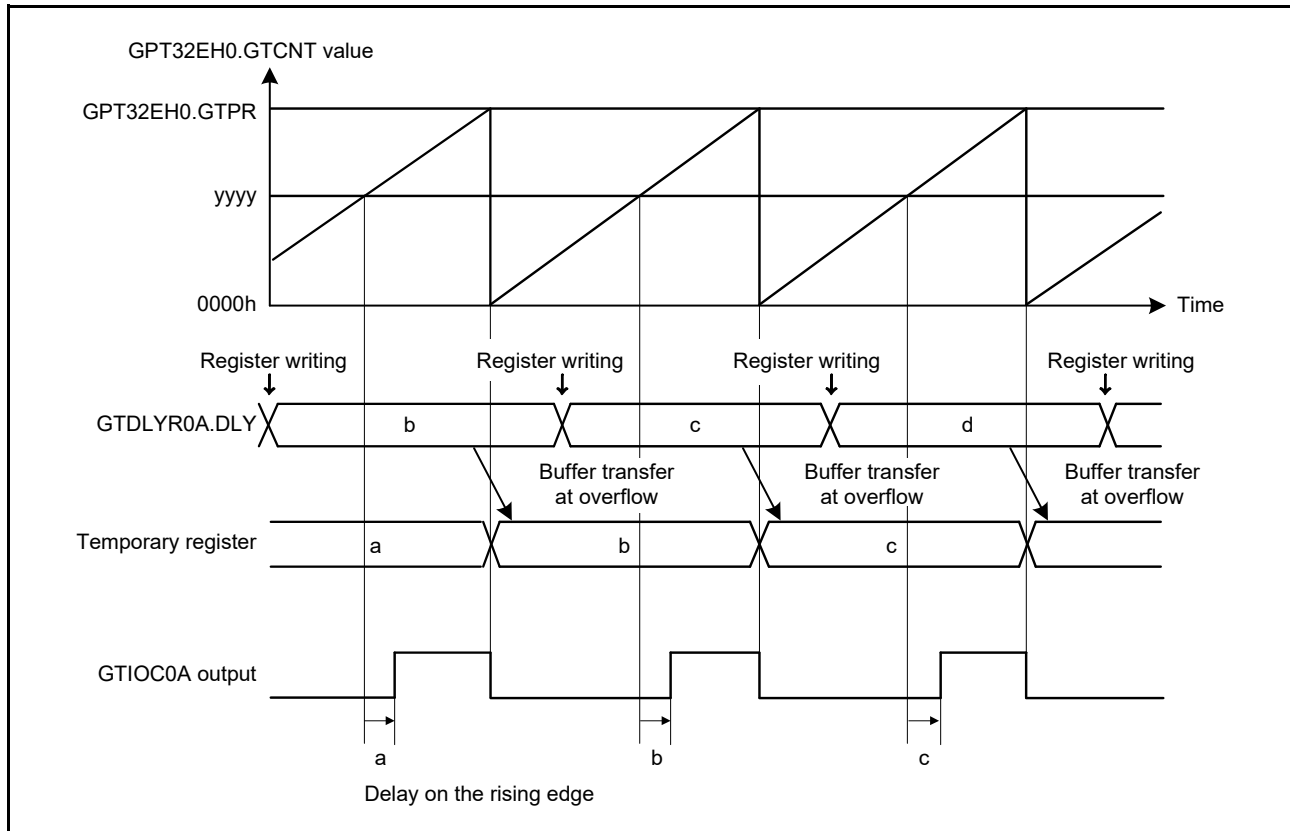 GPT32EH0.GTCNT value
GPT32EH0.GTPR
yyyy
0000h
Time
Register writing
Register writing
Register writing
Register writing
GTDLYR0A.DLY
b
c
d
Buffer transfer
at overflow
Buffer transfer
at overflow
Buffer transfer
at overflow
Temporary register
a
b
c
GTIOC0A output
a
b
c
Delay on the rising edge